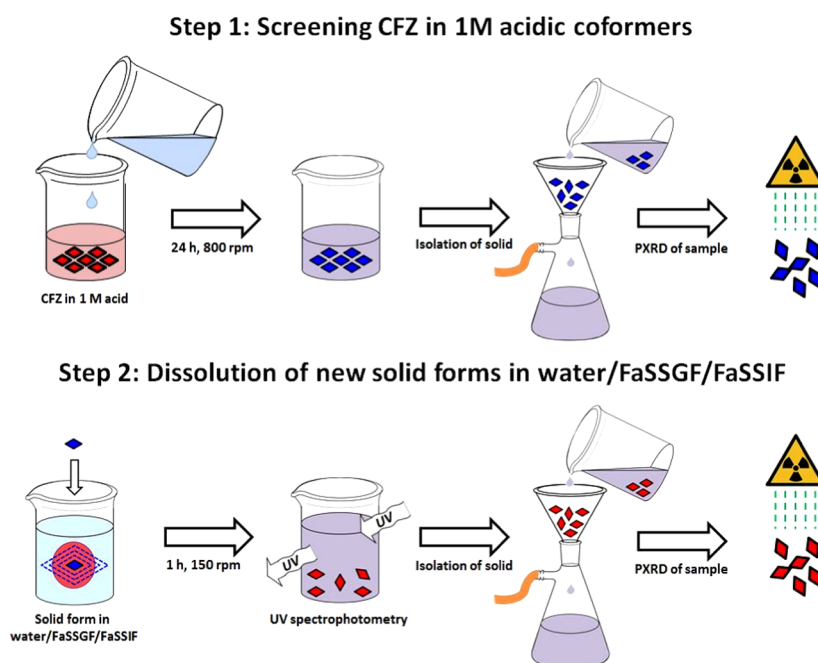 Step 1: Screening CFZ in 1M acidic coformers
24 h, 800 rpm
Isolation of solid
PXRD of sample
CFZ in 1 M acid
Step 2: Dissolution of new solid forms in water/FaSSGF/FaSSIF
UV
UV
1 h, 150 rpm
Isolation of solid
PXRD of sample
Solid form in
water/FaSSGF/FaSSIF
UV spectrophotometry